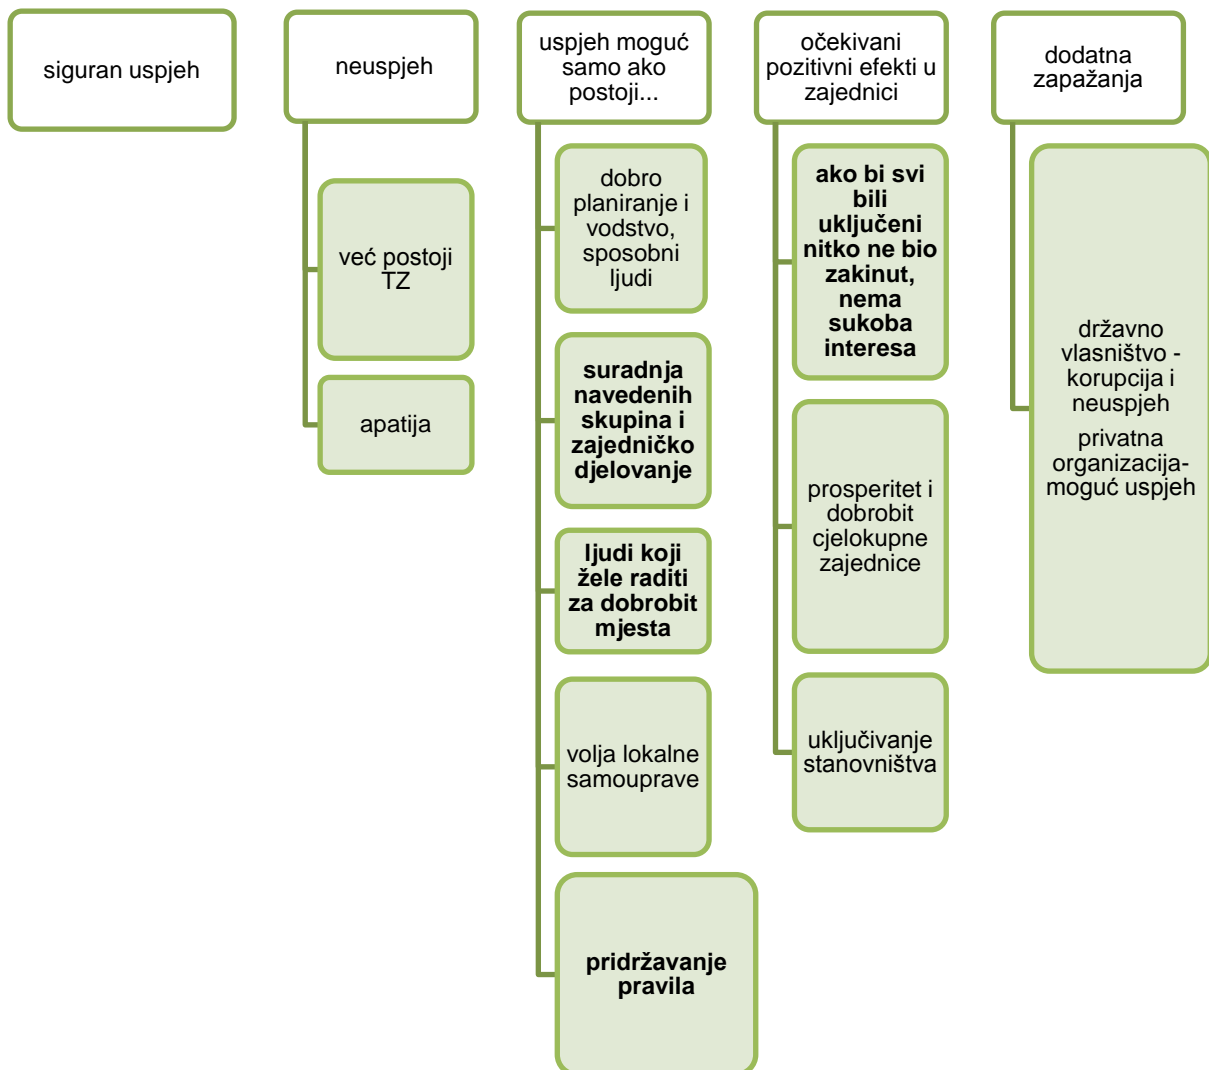 siguran uspjeh
neuspjeh
već postoji
TZ
apatija
uspjeh moguć
samo ako
postoji...
dobro
planiranje i
vodstvo,
sposobni
ljudi
suradnja
navedenih
skupina i
zajedničko
djelovanje
ljudi koji
žele raditi
za dobrobit
mjesta
volja lokalne
samouprave
pridržavanje
pravila
očekivani
pozitivni efekti u
zajednici
ako bi svi
bili
uključeni
nitko ne bio
zakinut,
nema
sukoba
interesa
prosperitet i
dobrobit
cjelokupne
zajednice
uključivanje
stanovništva
dodatna
zapažanja
državno
vlasništvo -
korupcija i
neuspjeh
privatna
organizacija-
moguć uspjeh